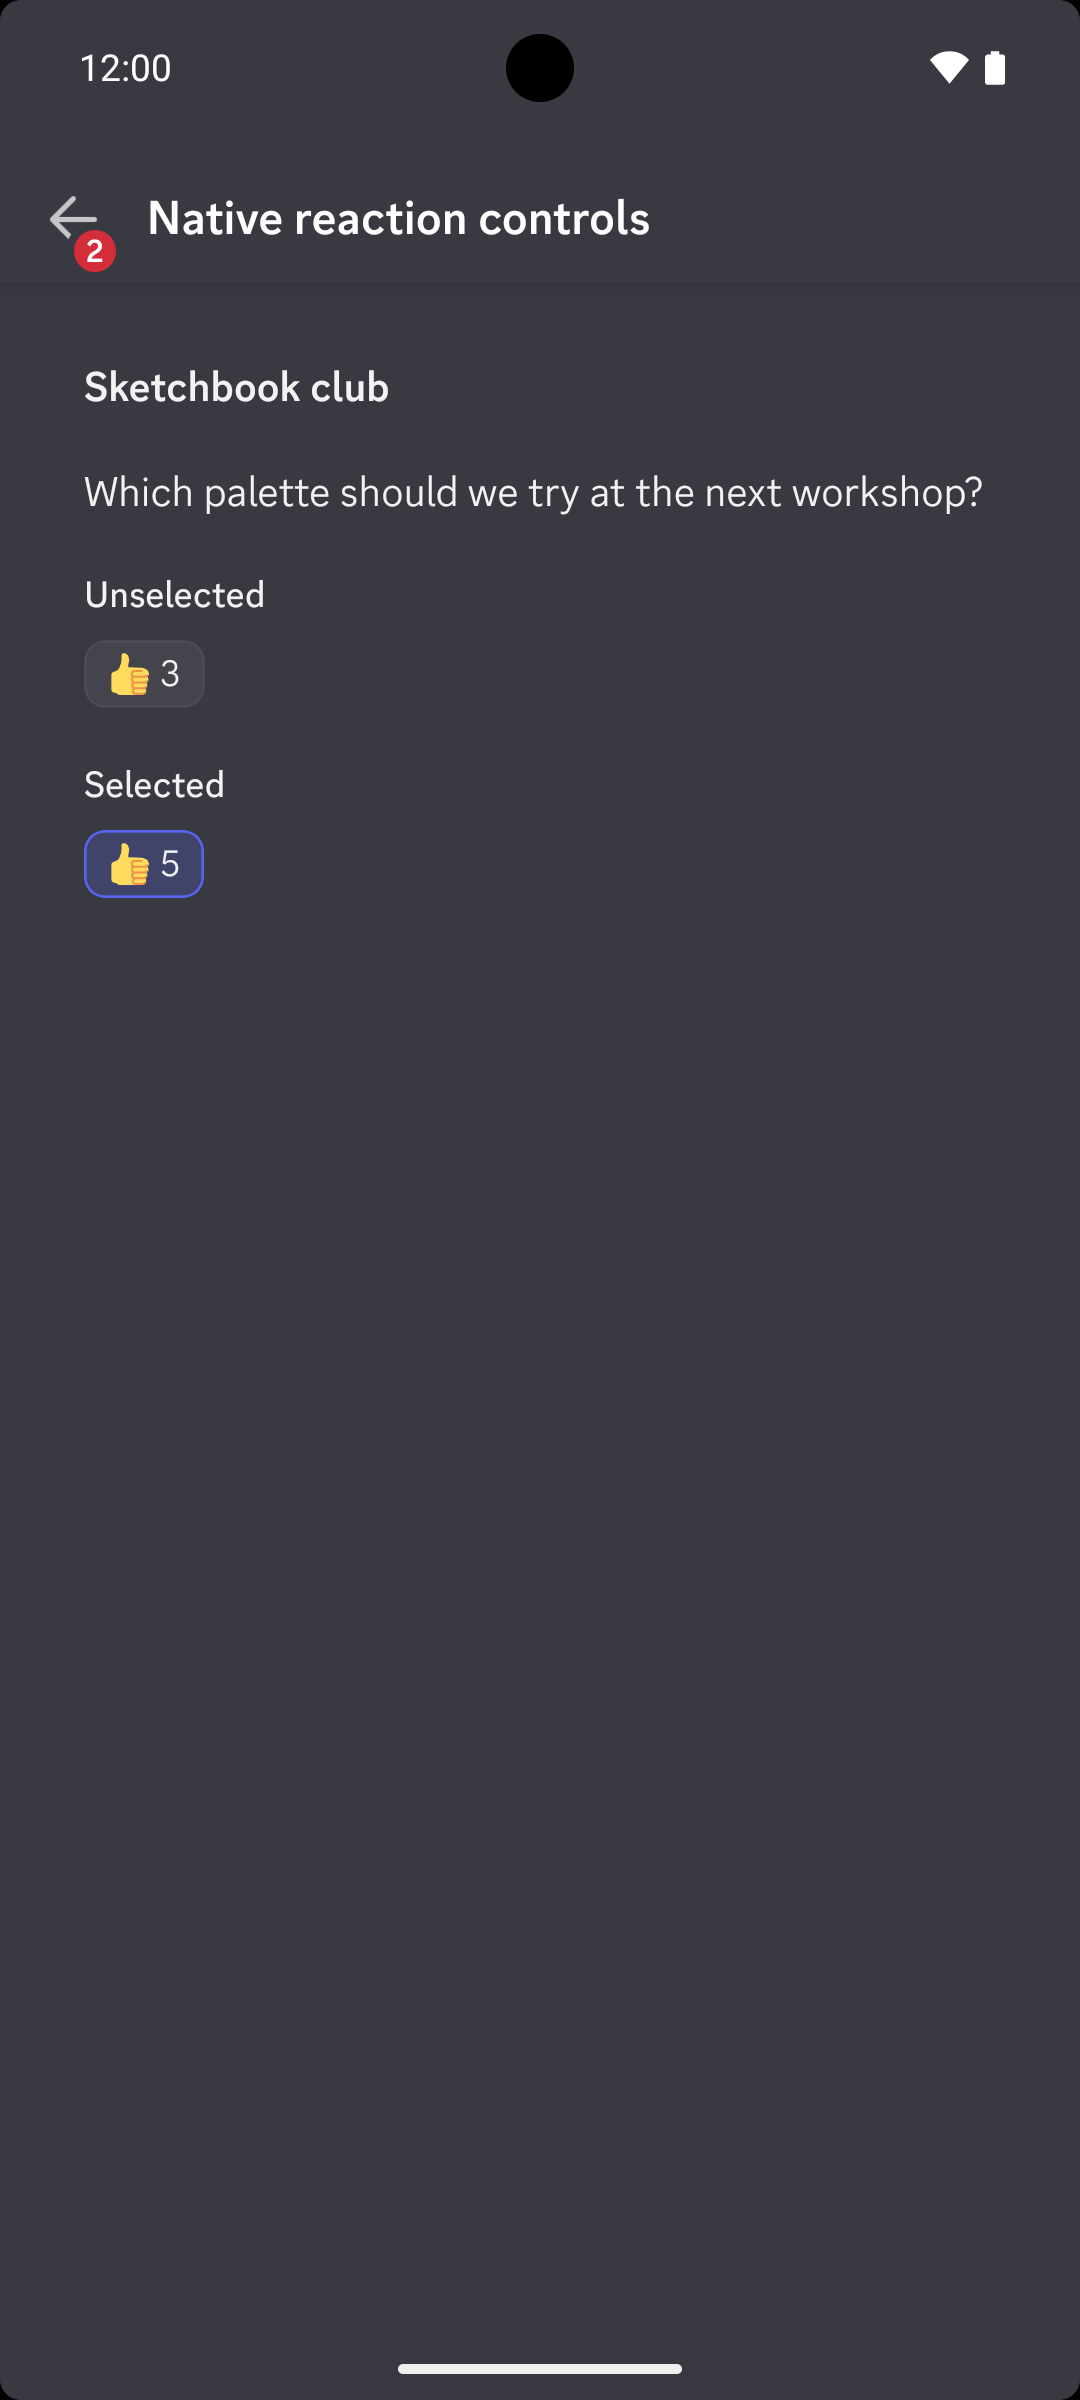 12:00
Native reaction controls
2
Sketchbook club
Which palette should we try at the next workshop?
Unselected
👍 3
Selected
👍 5